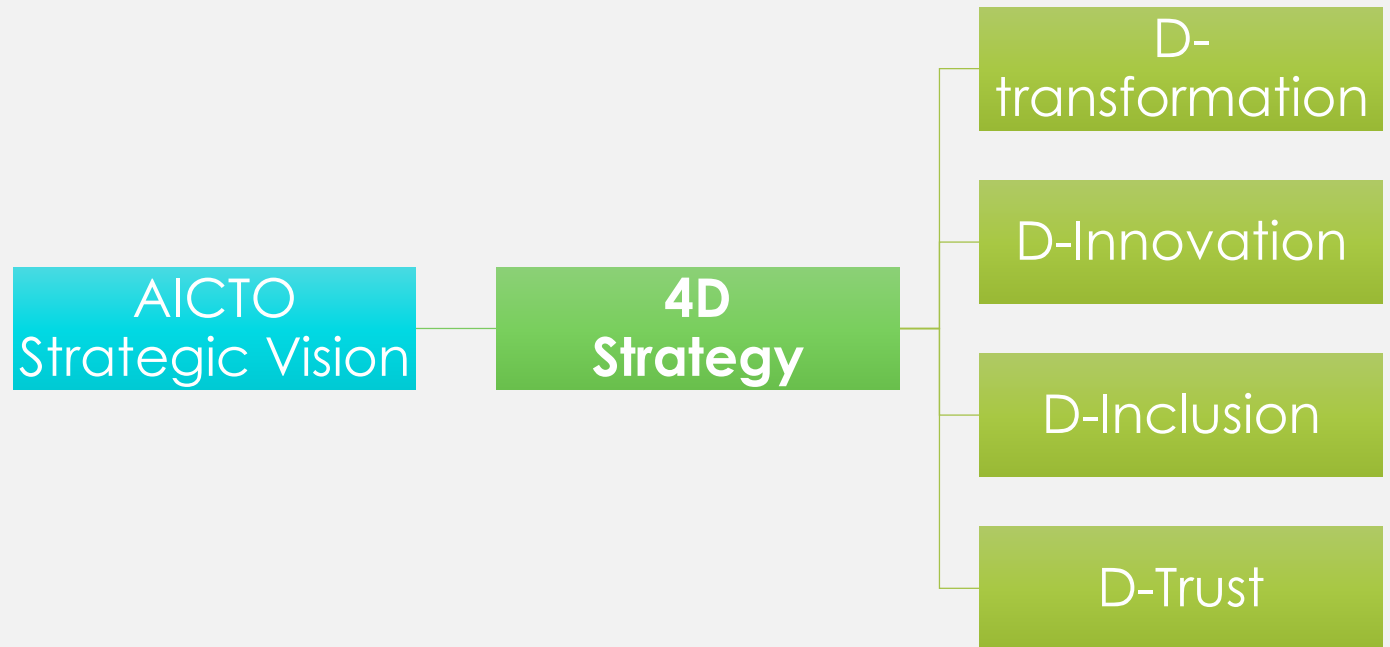 AICTO
Strategic Vision
4D
Strategy
D-
transformation
D-Innovation
D-Inclusion
D-Trust